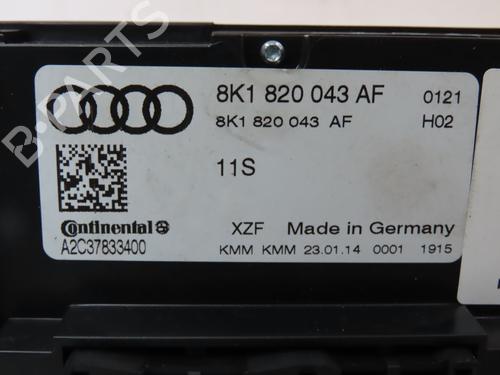 8K1 820 043 AF 0121
8K1 820 043 AF H02
11S
Continental XZF Made in Germany
A2C37833400 KMM KMM 23.01.14 0001 1915
B-PARTS